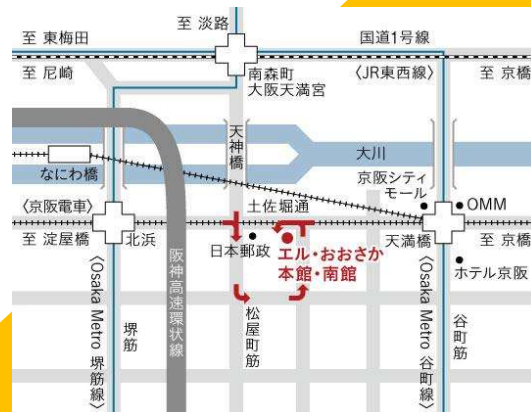 至 淡路
至 東梅田
国道1号線
至 尼崎
南森町
大阪天満宮
〈JR東西線〉
至 京橋
天神橋
大川
なにわ橋
京阪シティ
モール
OMM
〈京阪電車〉
土佐堀通
至 淀屋橋
北浜
日本郵政
エル・おおさか
本館・南館
天満橋
至 京橋
ホテル京阪
〈Osaka Metro 堺筋線〉
堺筋
阪神高速環状線
松屋町筋
〈Osaka Metro 谷町線〉
谷町筋